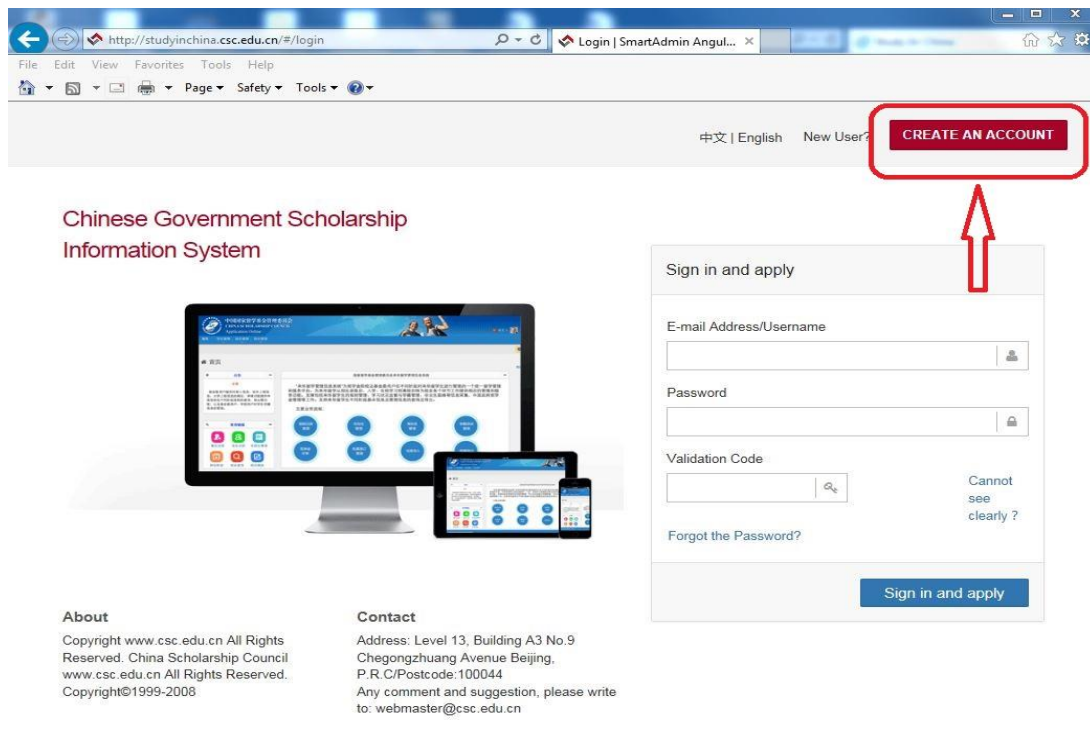 http://studyinchina.csc.edu.cn/#/login
Login | SmartAdmin Angul...
File Edit View Favorites Tools Help
Page Safety Tools
中文 | English New User? CREATE AN ACCOUNT
Chinese Government Scholarship
Information System
Sign in and apply
E-mail Address/Username
Password
Validation Code
Cannot
see
clearly ?
Forgot the Password?
Sign in and apply
About
Copyright www.csc.edu.cn All Rights
Reserved. China Scholarship Council
www.csc.edu.cn All Rights Reserved.
Copyright©1999-2008
Contact
Address: Level 13, Building A3 No.9
Chegongzhuang Avenue Beijing,
P.R.C/Postcode:100044
Any comment and suggestion, please write
to: webmaster@csc.edu.cn